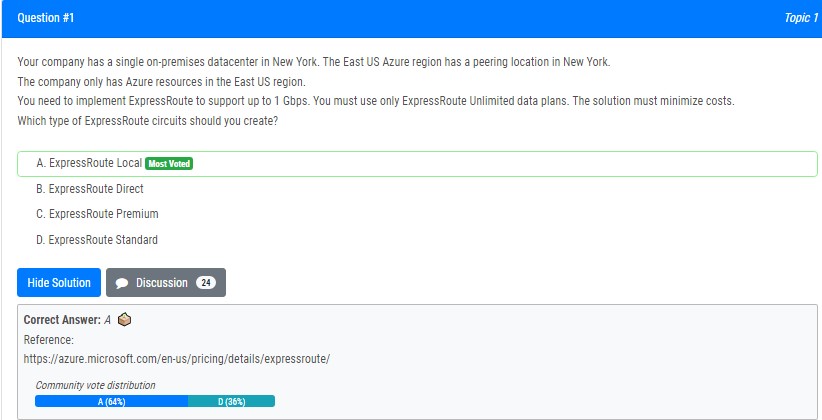 Question #1 Topic 1
Your company has a single on-premises datacenter in New York. The East US Azure region has a peering location in New York.
The company only has Azure resources in the East US region.
You need to implement ExpressRoute to support up to 1 Gbps. You must use only ExpressRoute Unlimited data plans. The solution must minimize costs.
Which type of ExpressRoute circuits should you create?
A. ExpressRoute Local Most Voted
B. ExpressRoute Direct
C. ExpressRoute Premium
D. ExpressRoute Standard
Hide Solution Discussion 24
Correct Answer: A
Reference:
https://azure.microsoft.com/en-us/pricing/details/expressroute/
Community vote distribution
A (64%) D (36%)